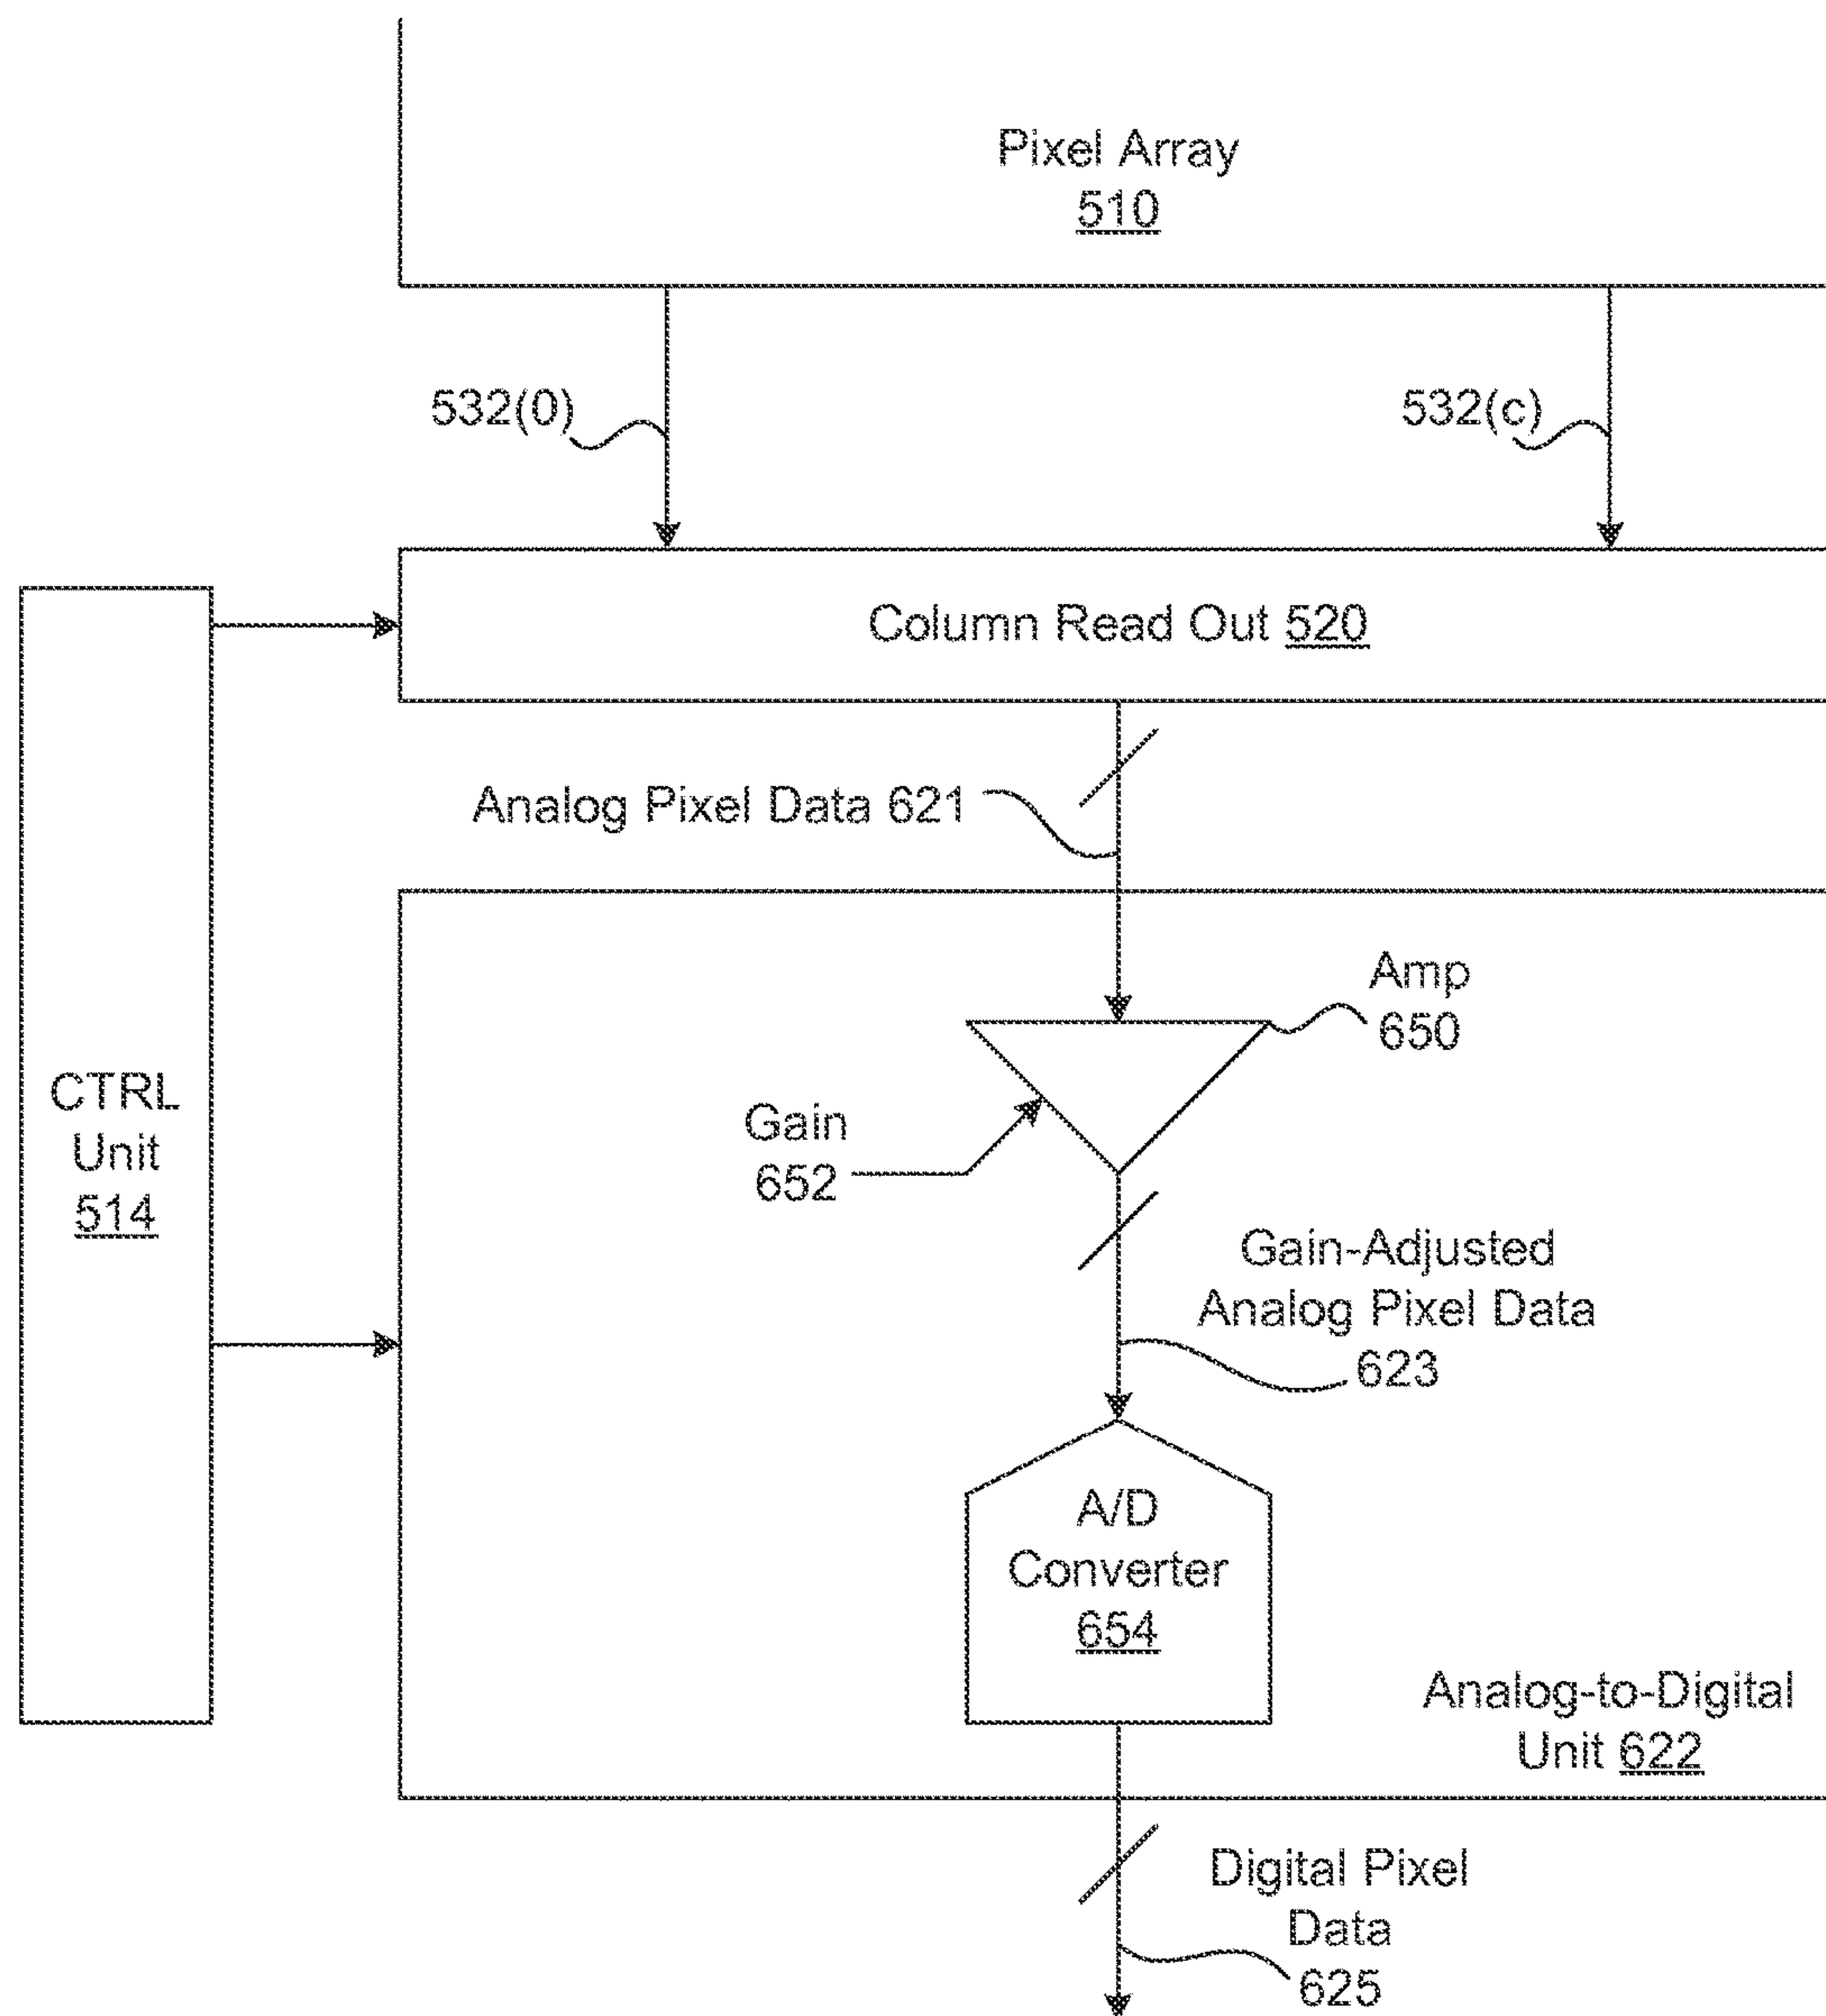 Pixel Array
510
532(0)
532(c)
Column Read Out 520
Analog Pixel Data 621
Amp
650
CTRL
Unit
514
Gain
652
Gain-Adjusted
Analog Pixel Data
623
A/D
Converter
654
Analog-to-Digital
Unit 622
Digital Pixel
Data
625